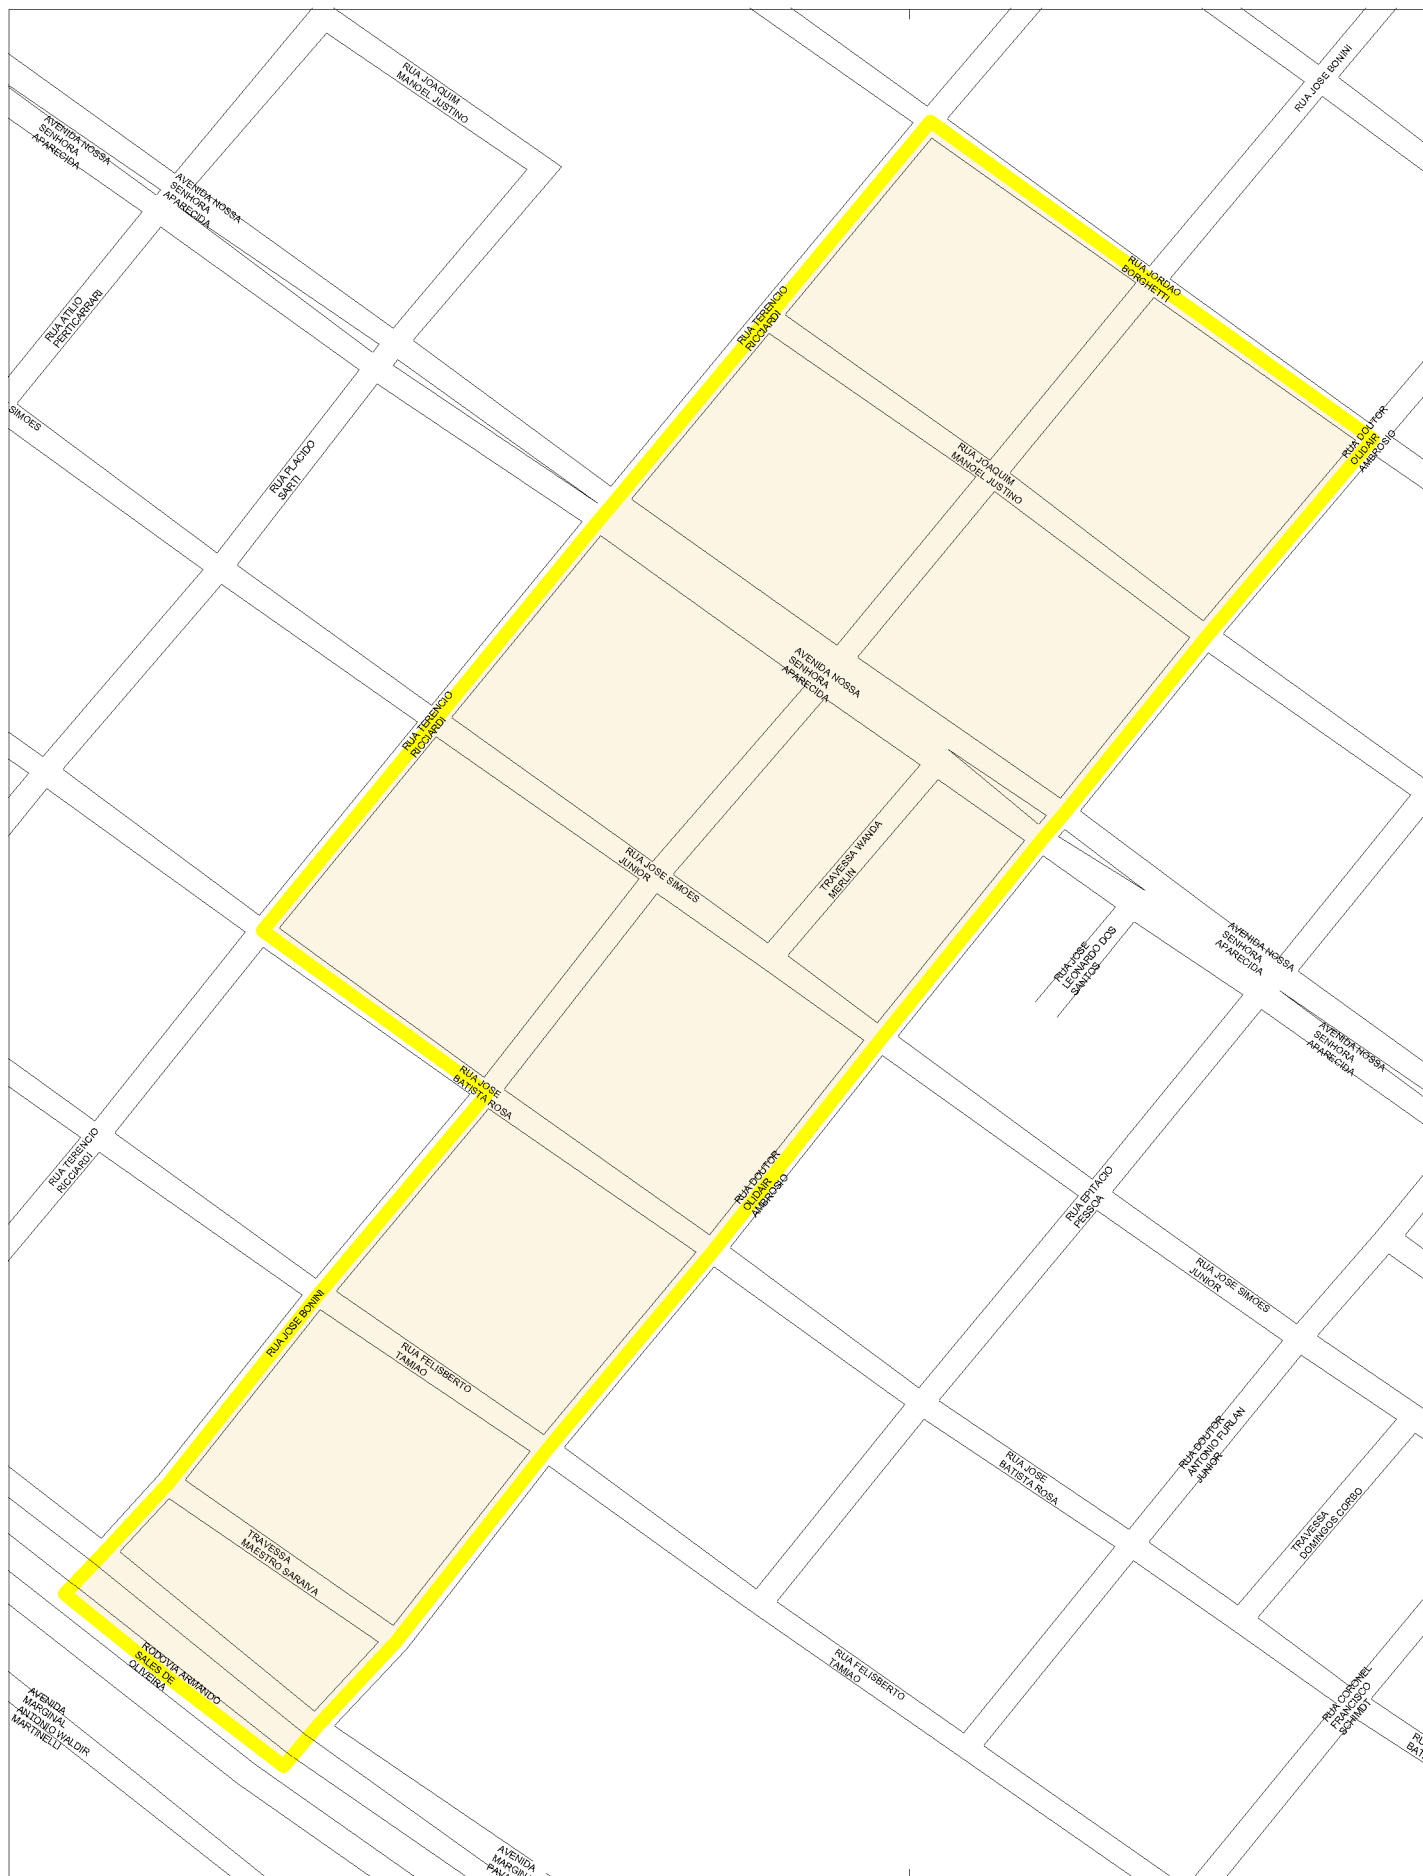 RUA JOAQUIM
MANOEL JUSTINO
RUA JOSE BONINI
AVENIDA NOSSA
SENHORA
APARECIDA
AVENIDA NOSSA
SENHORA
APARECIDA
RUA JORDAO
BORGHETTI
RUA ATILIO
PERTICARRARI
RUA TERENCIO
RICCIARDI
SIMOES
RUA PLACIDO
SARTI
RUA JOAQUIM
MANOEL JUSTINO
RUA DOUTOR
OLIDAIR
AMBROSIO
RUA TERENCIO
RICCIARDI
AVENIDA NOSSA
SENHORA
APARECIDA
RUA JOSE SIMOES
JUNIOR
TRAVESSA WANDA
MERLIN
RUA JOSE
LEONARDO DOS
SANTOS
AVENIDA NOSSA
SENHORA
APARECIDA
AVENIDA NOSSA
SENHORA
APARECIDA
RUA JOSE
BATISTA ROSA
RUA TERENCIO
RICCIARDI
RUA DOUTOR
OLIDAIR
AMBROSIO
RUA EPITACIO
PESSOA
RUA JOSE SIMOES
JUNIOR
RUA JOSE BONINI
RUA FELISBERTO
TAMIAO
RUA DOUTOR
ANTONIO FURLAN
JUNIOR
RUA JOSE
BATISTA ROSA
TRAVESSA
DOMINGOS CORBO
TRAVESSA
MAESTRO SARAIVA
RODOVIA ARMANDO
SALES DE
OLIVEIRA
RUA FELISBERTO
TAMIAO
RUA CORONEL
FRANCISCO
SCHIMDT
AVENIDA
MARGINAL
ANTONIO WALDIR
MARTINELLI
RU
BAT
AVENIDA
MARGIN